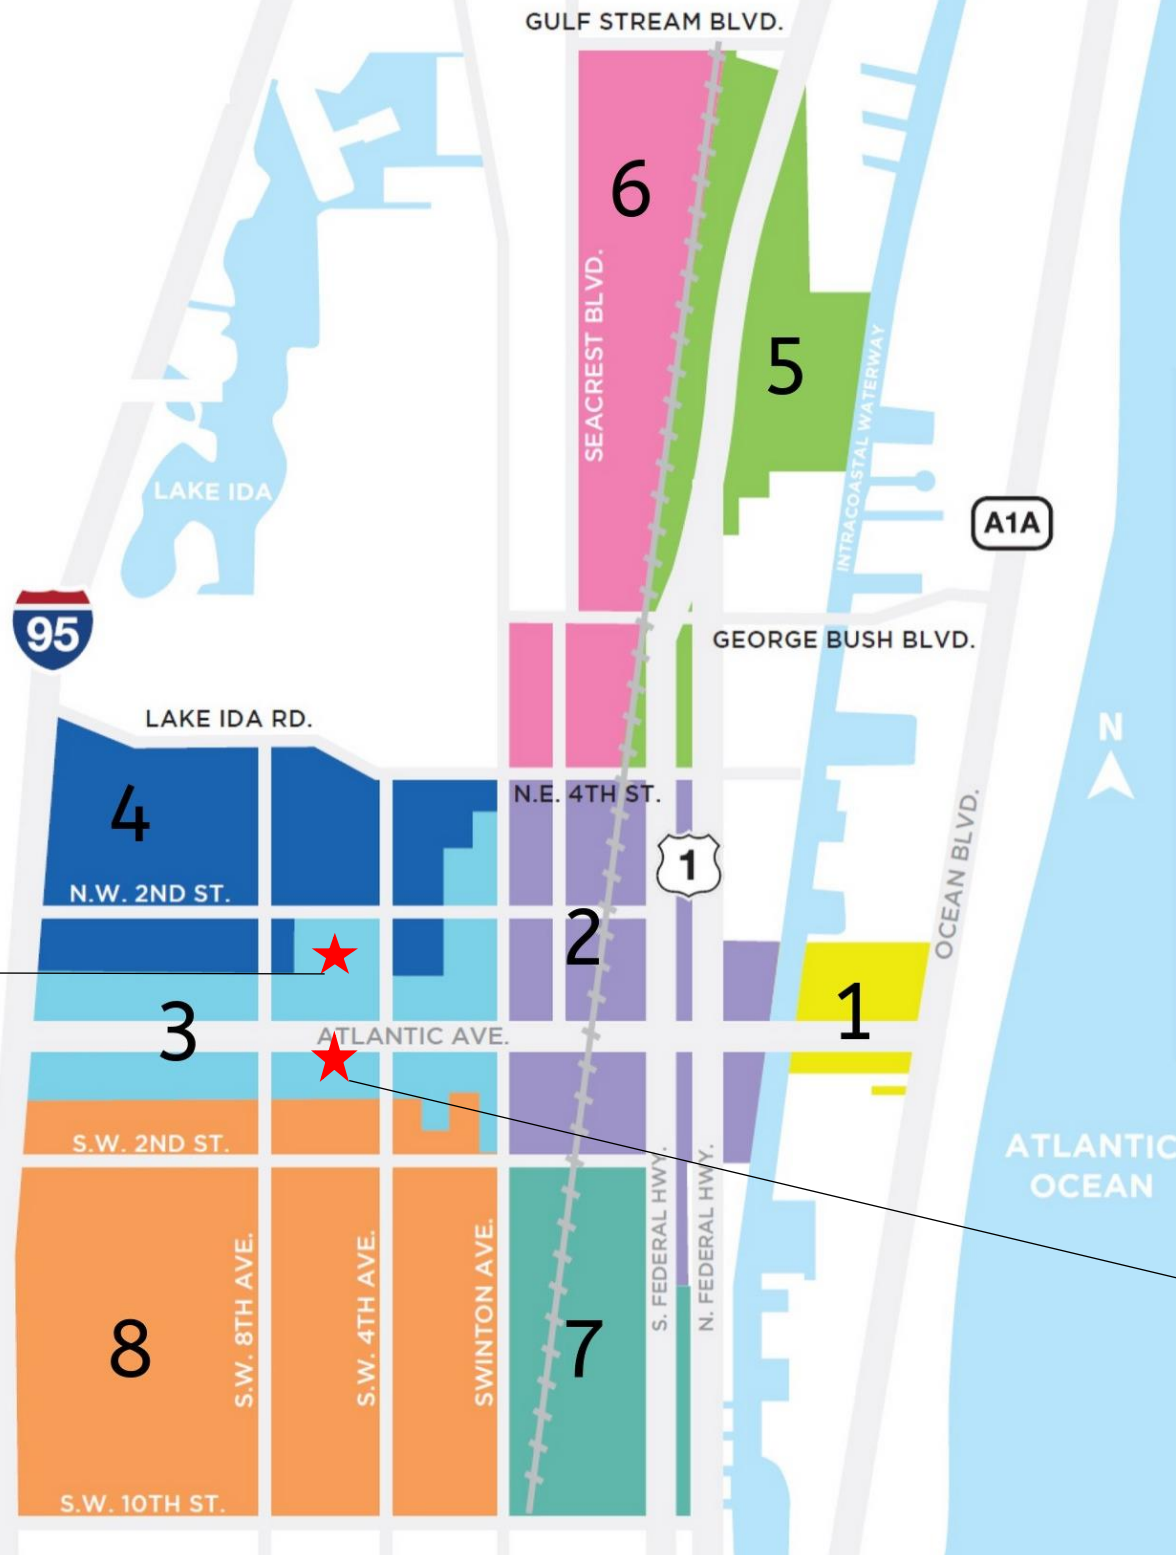 GULF STREAM BLVD.
6
SEACREST BLVD.
5
INTRACOASTAL WATERWAY
LAKE IDA
A1A
95
GEORGE BUSH BLVD.
LAKE IDA RD.
N
N.E. 4TH ST.
4
1
OCEAN BLVD.
N.W. 2ND ST.
2
1
3
ATLANTIC AVE.
S.W. 2ND ST.
ATLANTIC
OCEAN
S. FEDERAL HWY.
N. FEDERAL HWY.
S.W. 8TH AVE.
S.W. 4TH AVE.
SWINTON AVE.
8
7
S.W. 10TH ST.